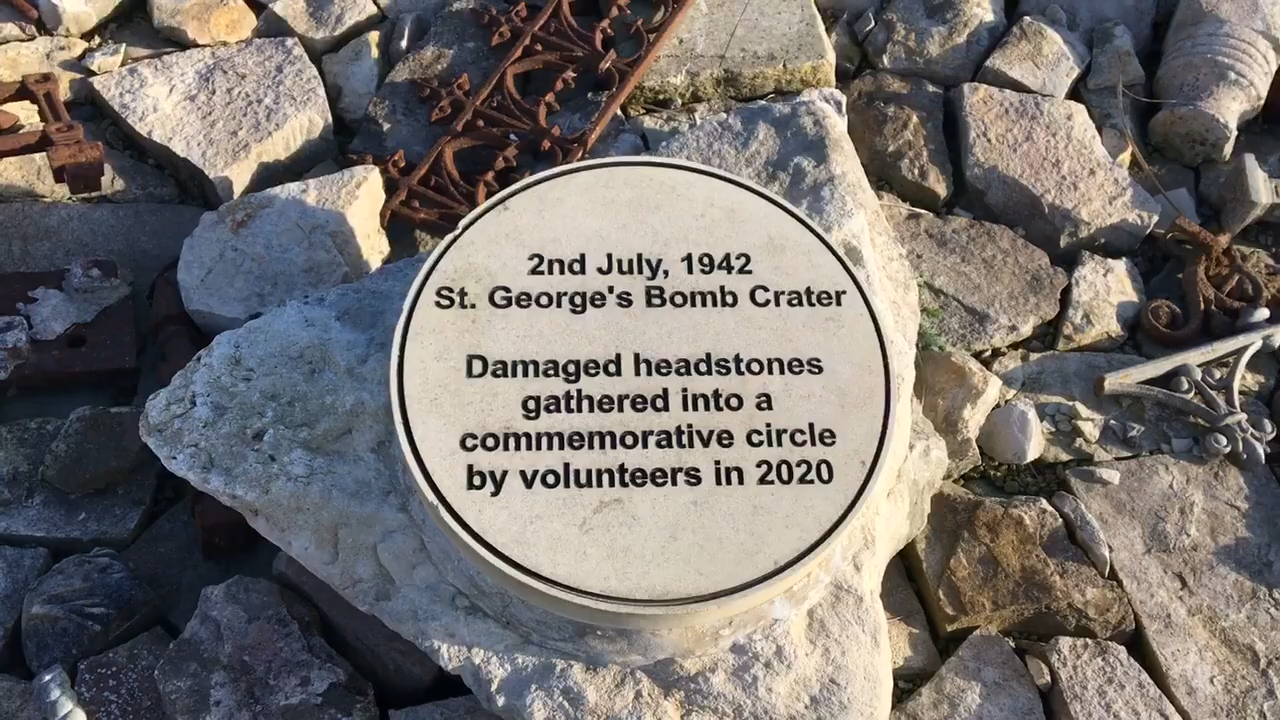 2nd July, 1942
St. George's Bomb Crater
Damaged headstones
gathered into a
commemorative circle
by volunteers in 2020